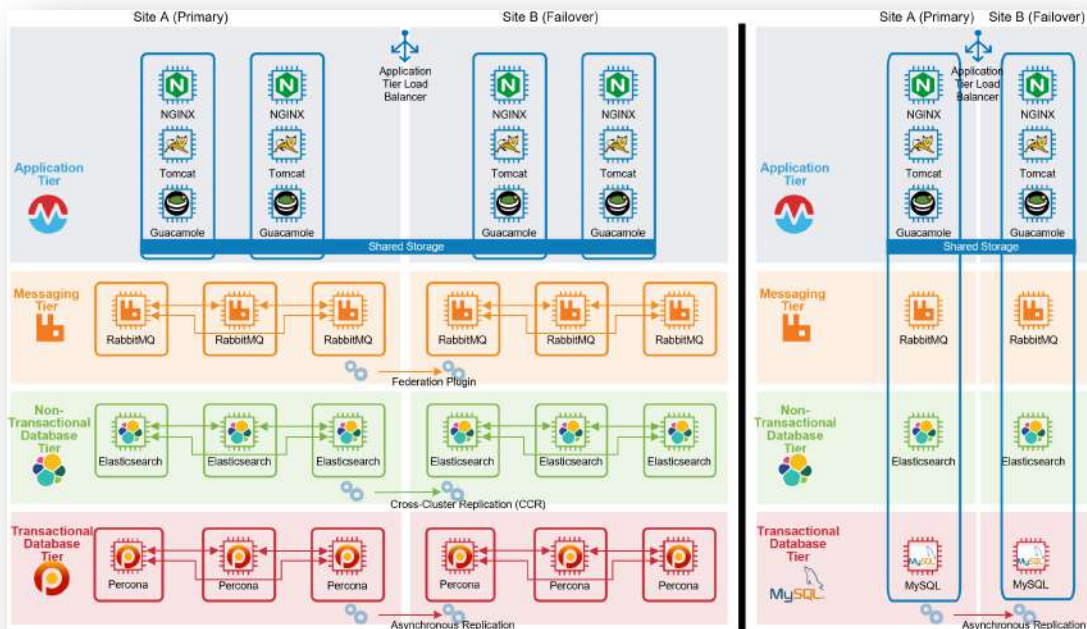 Site A (Primary)
Site B (Failover)
Site A (Primary)
Site B (Failover)
Application
Tier Load
Balancer
Application
Tier Load
Balancer
NGINX
NGINX
NGINX
NGINX
NGINX
NGINX
Application
Tier
Tomcat
Tomcat
Tomcat
Tomcat
Application
Tier
Tomcat
Tomcat
Guacamole
Guacamole
Guacamole
Guacamole
Guacamole
Guacamole
Shared Storage
Shared Storage
Messaging
Tier
RabbitMQ
RabbitMQ
RabbitMQ
RabbitMQ
RabbitMQ
RabbitMQ
Messaging
Tier
RabbitMQ
RabbitMQ
Federation Plugin
Non-
Transactional
Database
Tier
Elasticsearch
Elasticsearch
Elasticsearch
Elasticsearch
Elasticsearch
Elasticsearch
Non-
Transactional
Database
Tier
Elasticsearch
Elasticsearch
Cross-Cluster Replication (CCR)
Transactional
Database
Tier
Percona
Percona
Percona
Percona
Percona
Percona
Transactional
Database
Tier
MySQL
MySQL
MySQL
MySQL
MySQL
Asynchronous Replication
Asynchronous Replication